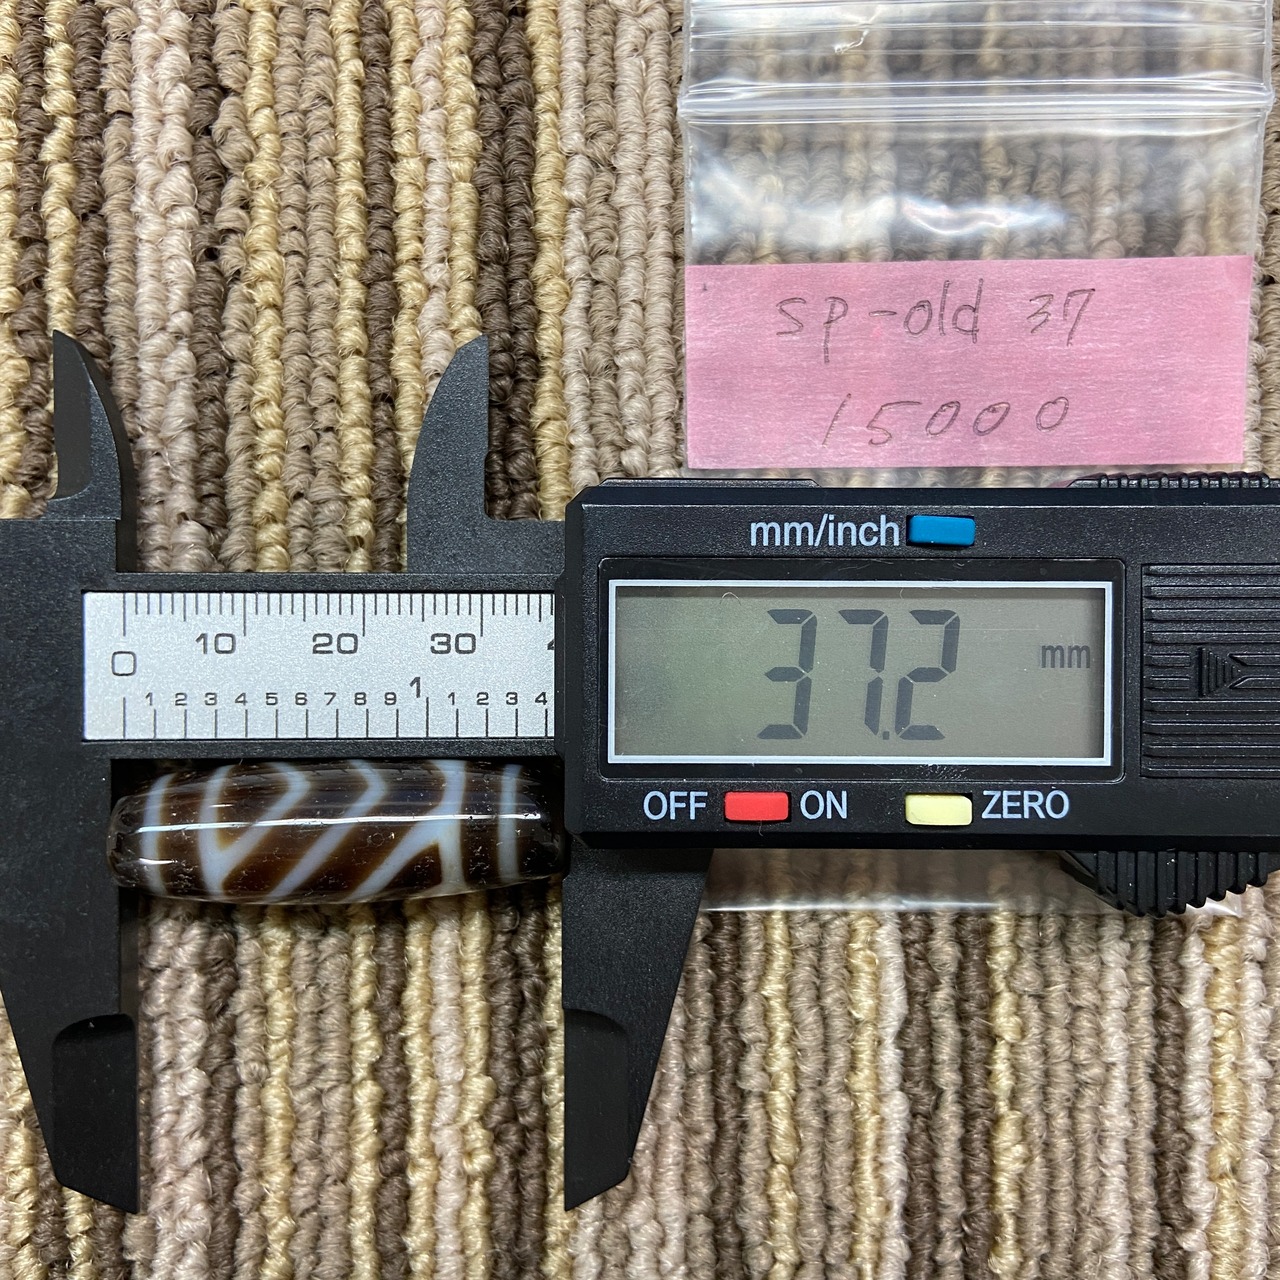 sp-old 37
15000
mm/inch
10 20 30
0
1 2 3 4 5 6 7 8 9 1 1 2 3 4
37.2 mm
OFF ON ZERO